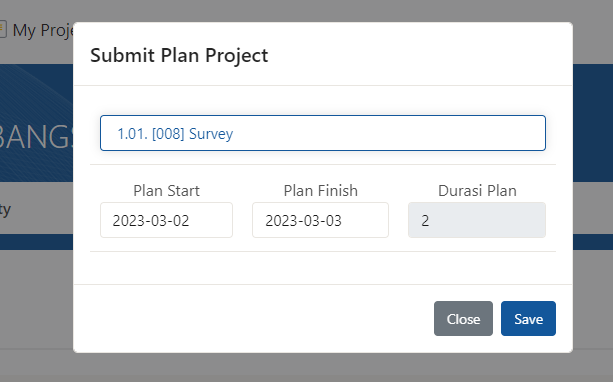 My Proje
Submit Plan Project
BANGS
1.01. [008] Survey
Plan Start
Plan Finish
Durasi Plan
ty
2023-03-02
2023-03-03
2
Close
Save